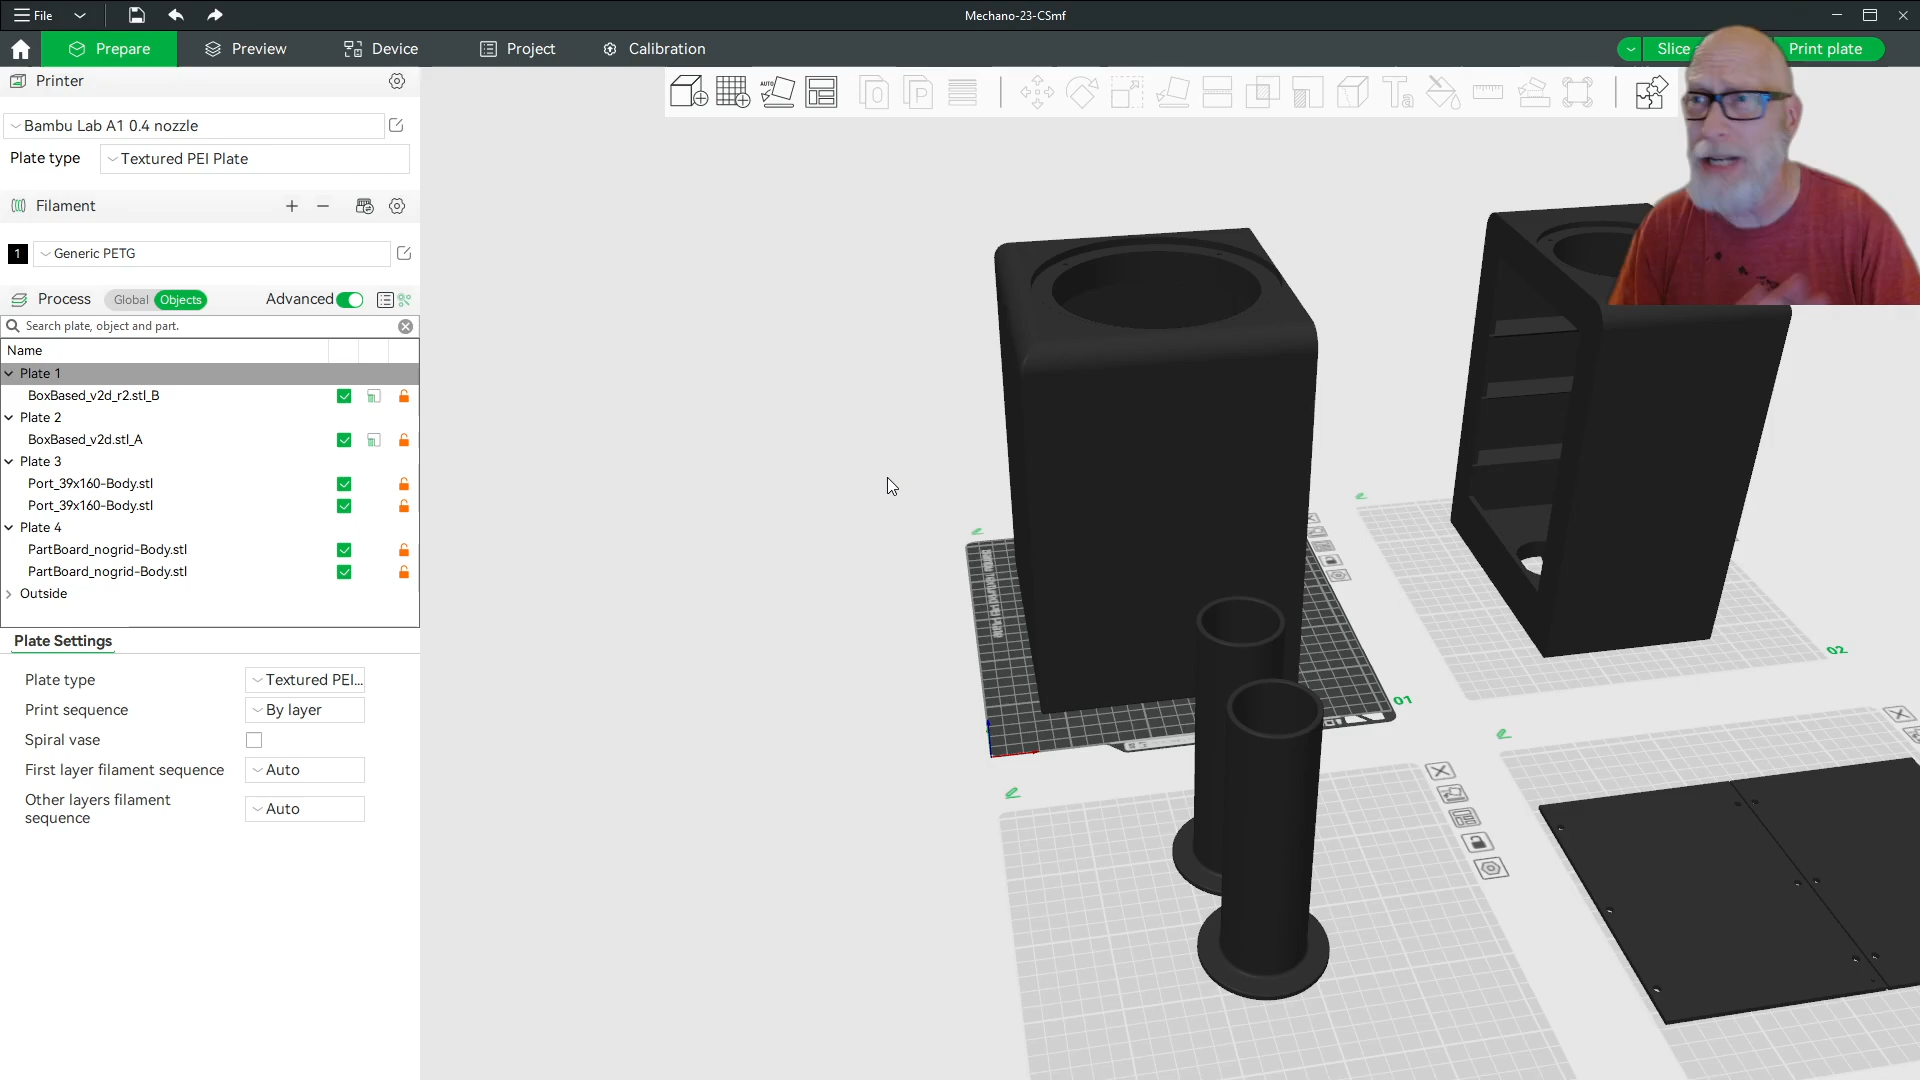 File
Mechano-23-CSmf
Prepare
Preview
Device
Project
Calibration
Slice
Print plate
Printer
Bambu Lab A1 0.4 nozzle
Plate type
Textured PEI Plate
Filament
1
Generic PETG
Process
Global
Objects
Advanced
Search plate, object and part.
Name
Plate 1
BoxBased_v2d_r2.stl_B
Plate 2
BoxBased_v2d.stl_A
Plate 3
Port_39x160-Body.stl
Port_39x160-Body.stl
Plate 4
PartBoard_nogrid-Body.stl
PartBoard_nogrid-Body.stl
Outside
Plate Settings
Plate type
Textured PEI...
Print sequence
By layer
Spiral vase
First layer filament sequence
Auto
Other layers filament
sequence
Auto
AUTO
01
02